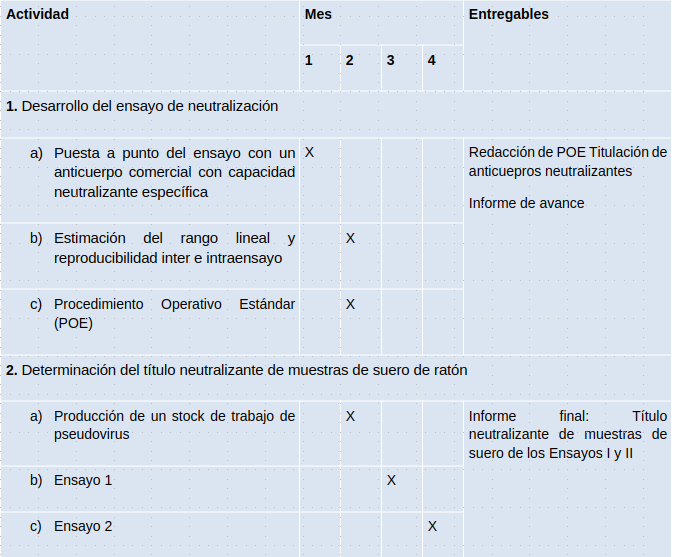 Actividad Mes Entregables
1 2 3 4
1. Desarrollo del ensayo de neutralización
a) Puesta a punto del ensayo con un
anticuerpo comercial con capacidad
neutralizante específica
X
Redacción de POE Titulación de
anticuepros neutralizantes
Informe de avance
b) Estimación del rango lineal y
reproducibilidad inter e intraensayo
X
c) Procedimiento Operativo Estándar
(POE)
X
2. Determinación del título neutralizante de muestras de suero de ratón
a) Producción de un stock de trabajo de
pseudovirus
X
Informe final: Título
neutralizante de muestras de
suero de los Ensayos I y II
b) Ensayo 1
X
c) Ensayo 2
X